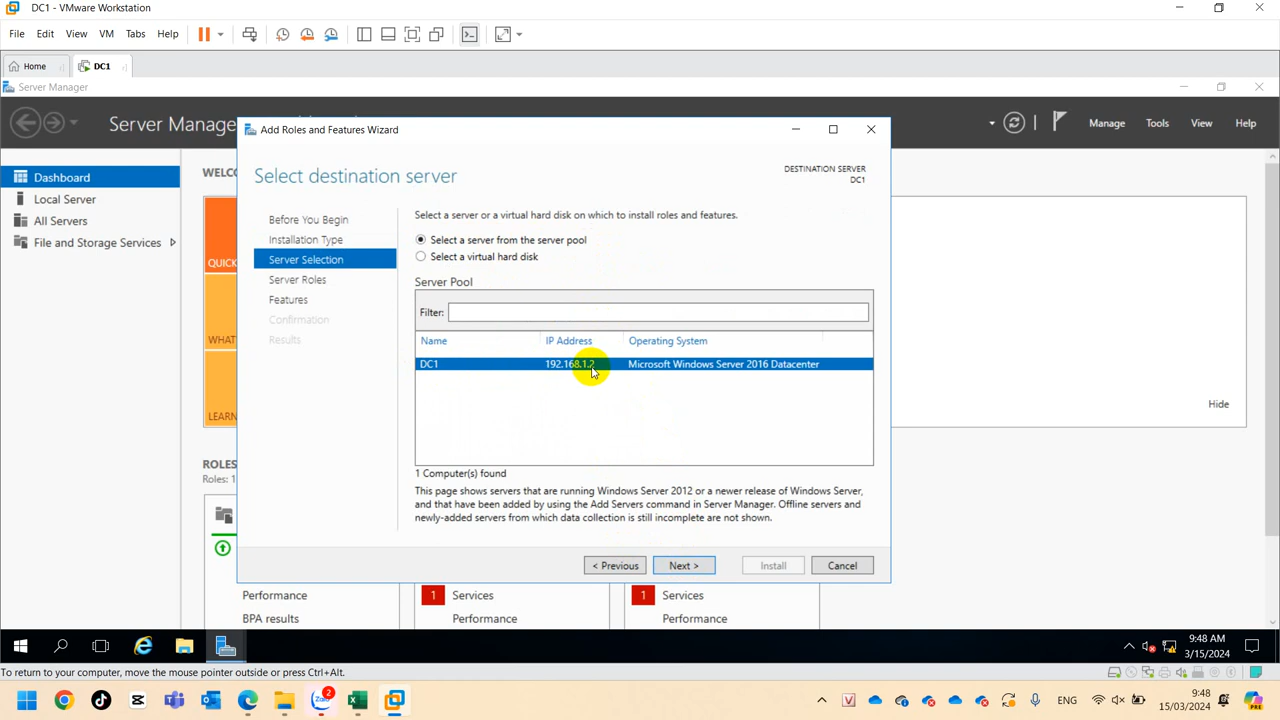 DC1 - VMware Workstation
File Edit View VM Tabs Help
Home DC1
Server Manager
Server Manage
Manage Tools View Help
Dashboard
Local Server
All Servers
File and Storage Services
WELC
QUICK
WHAT
LEARN
Hide
ROLES
Roles: 1
Add Roles and Features Wizard
Select destination server
DESTINATION SERVER
DC1
Before You Begin
Installation Type
Server Selection
Server Roles
Features
Confirmation
Results
Select a server or a virtual hard disk on which to install roles and features.
Select a server from the server pool
Select a virtual hard disk
Server Pool
Filter:
Name IP Address Operating System
DC1 192.168.1.2 Microsoft Windows Server 2016 Datacenter
1 Computer(s) found
This page shows servers that are running Windows Server 2012 or a newer release of Windows Server,
and that have been added by using the Add Servers command in Server Manager. Offline servers and
newly-added servers from which data collection is still incomplete are not shown.
< Previous Next > Install Cancel
Performance 1 Services 1 Services
BPA results Performance Performance
9:48 AM
3/15/2024
To return to your computer, move the mouse pointer outside or press Ctrl+Alt.
Zalo 2
V
ENG
9:48
15/03/2024
PRE